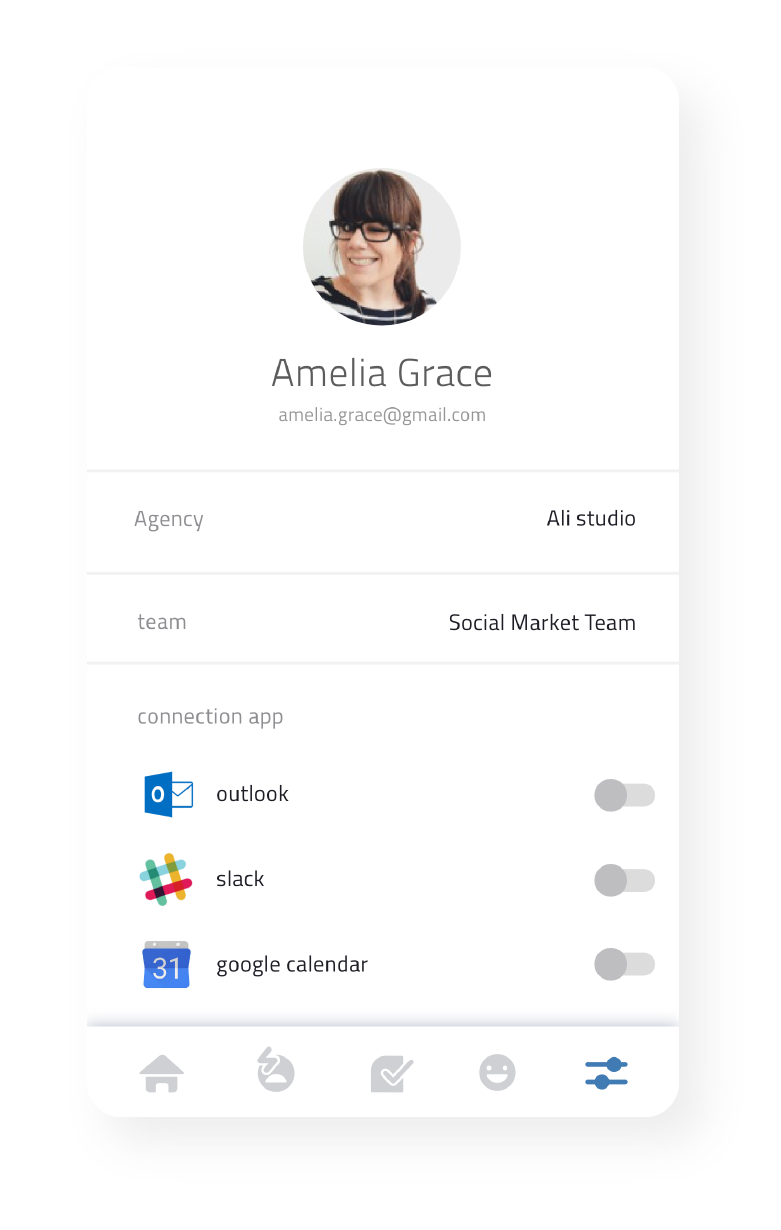 Amelia Grace
amelia.grace@gmail.com
Agency Ali studio
team Social Market Team
connection app
O outlook
slack
31 google calendar